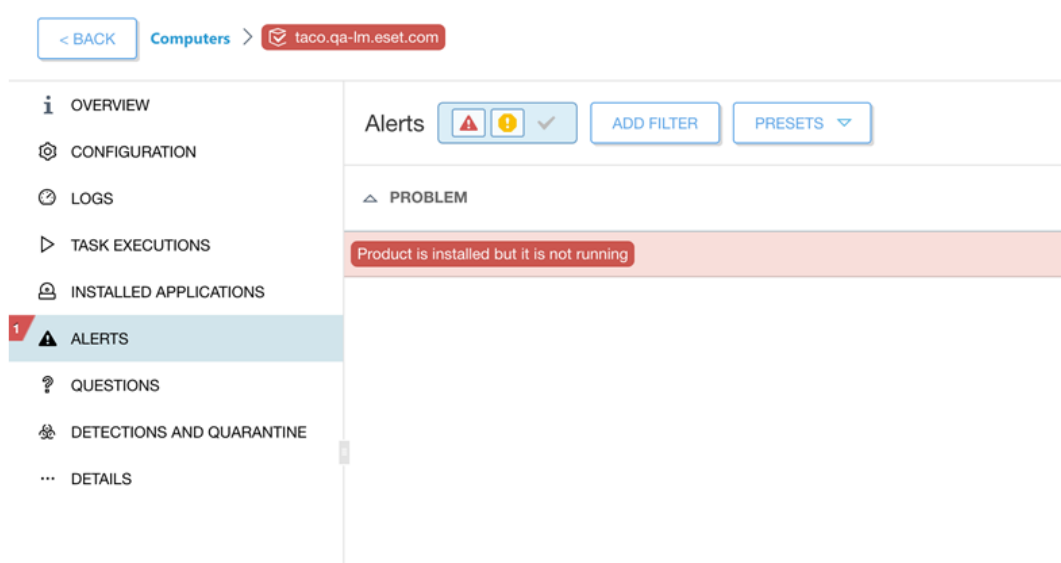 < BACK
Computers > taco.qa-lm.eset.com
OVERVIEW
CONFIGURATION
LOGS
TASK EXECUTIONS
INSTALLED APPLICATIONS
1
ALERTS
QUESTIONS
DETECTIONS AND QUARANTINE
DETAILS
Alerts
ADD FILTER
PRESETS
PROBLEM
Product is installed but it is not running